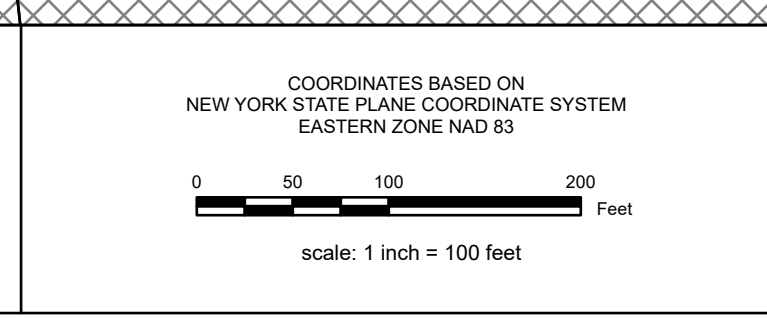 COORDINATES BASED ON
NEW YORK STATE PLANE COORDINATE SYSTEM
EASTERN ZONE NAD 83
0 50 100 200
Feet
scale: 1 inch = 100 feet